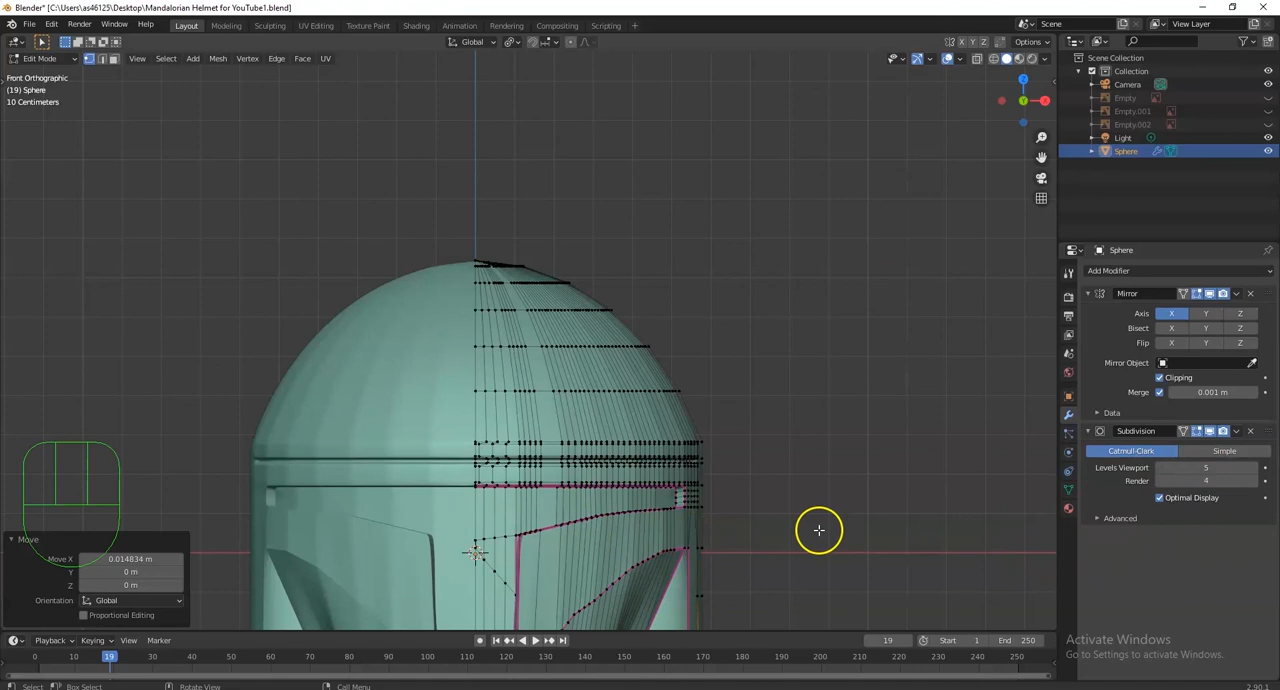 Blender* [C:\Users\as46125\Desktop\Mandalorian Helmet for YouTube1.blend]
File Edit Render Window Help Layout Modeling Sculpting UV Editing Texture Paint Shading Animation Rendering Compositing Scripting + Scene View Layer
Global X Y Z Options
Edit Mode View Select Add Mesh Vertex Edge Face UV
Front Orthographic
(19) Sphere
10 Centimeters
Z
Y
X
Scene Collection
Collection
Camera
Empty
Empty.001
Empty.002
Light
Sphere
Sphere
Add Modifier
Mirror
Axis X Y Z
Bisect X Y Z
Flip X Y Z
Mirror Object
Clipping
Merge 0.001 m
Data
Subdivision
Catmull-Clark Simple
Levels Viewport 5
Render 4
Optimal Display
Advanced
Move
Move X 0.014834 m
Y 0 m
Z 0 m
Orientation Global
Proportional Editing
Playback Keying View Marker 19 Start 1 End 250
0 10 19 30 40 50 60 70 80 90 100 110 120 130 140 150 160 170 180 190 200 210 220 230 240 250
Activate Windows
Go to Settings to activate Windows.
Select Box Select Rotate View Call Menu 2.90.1